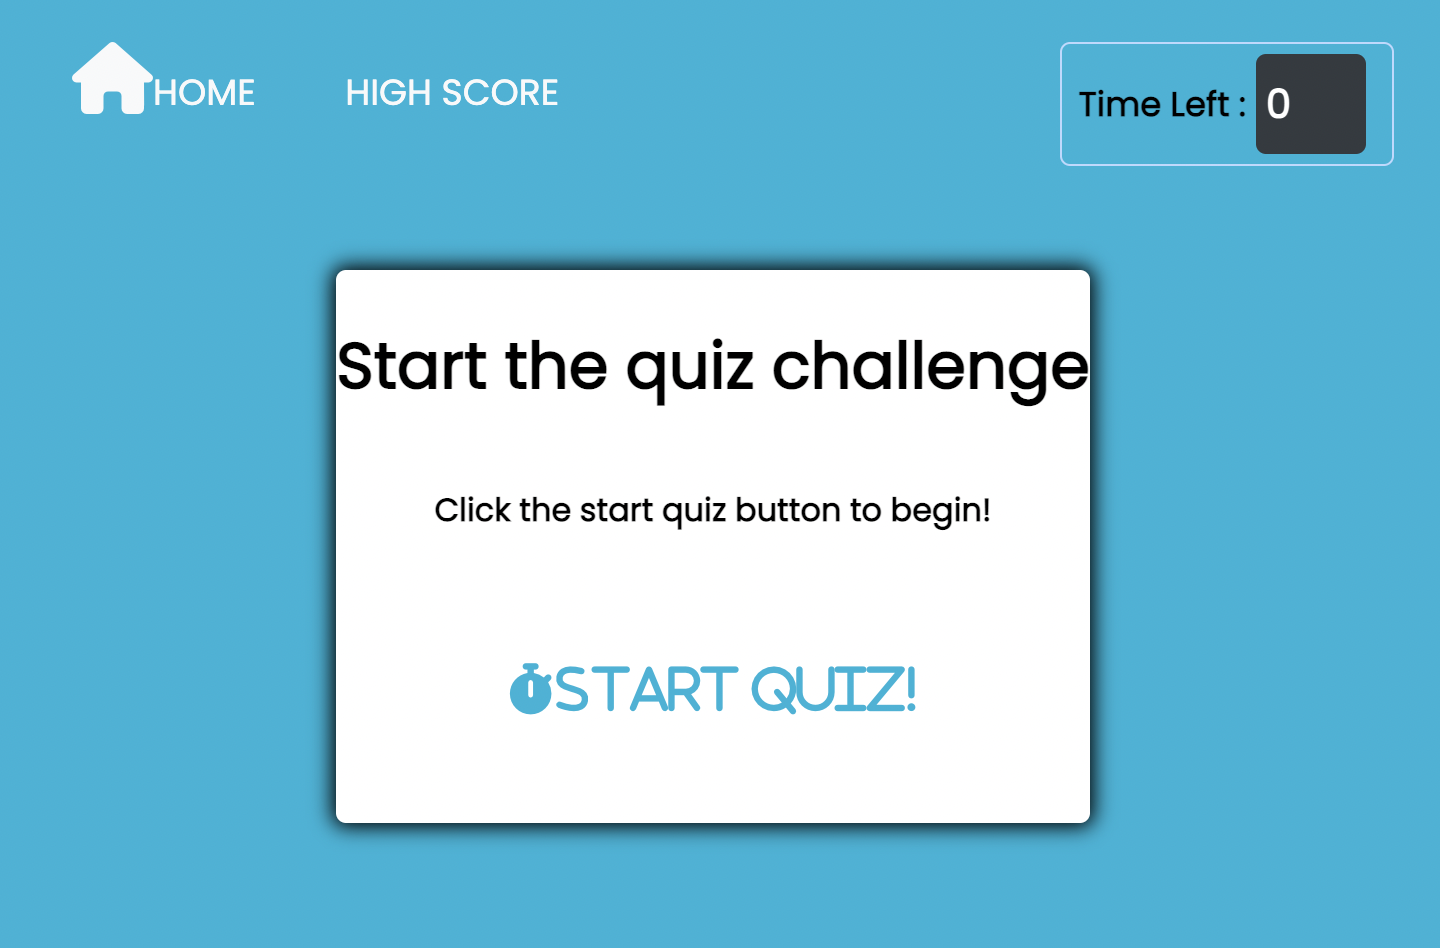 HOME
HIGH SCORE
Time Left : 0
Start the quiz challenge
Click the start quiz button to begin!
START QUIZ!